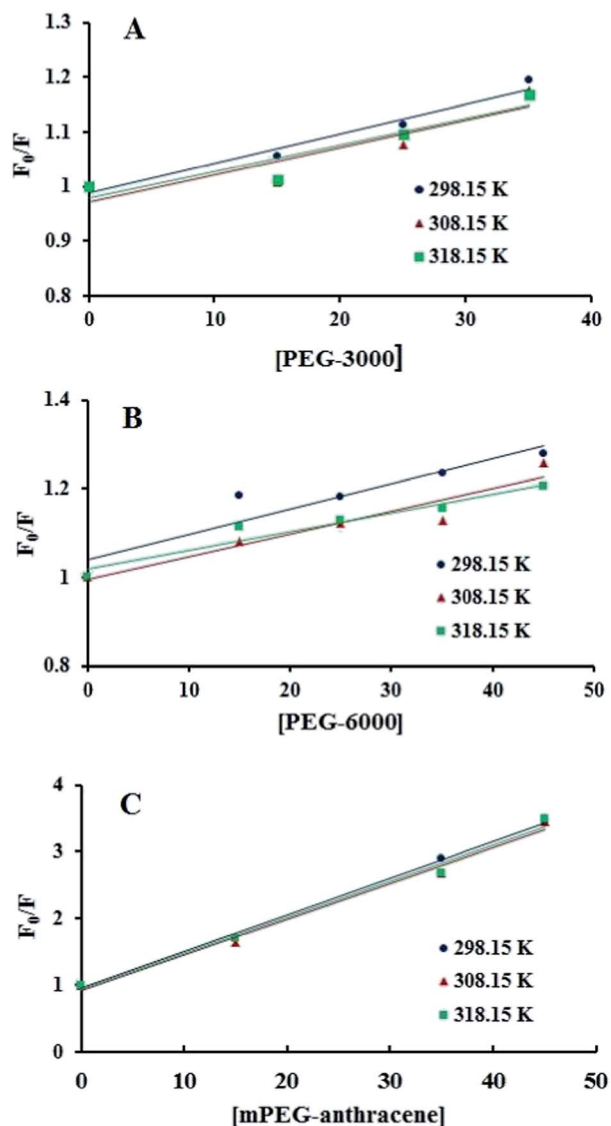 A
1.3
1.2
1.1
1
0.9
0.8
F0/F
298.15 K
308.15 K
318.15 K
0 10 20 30 40
[PEG-3000]
B
1.4
1.2
1
0.8
F0/F
298.15 K
308.15 K
318.15 K
0 10 20 30 40 50
[PEG-6000]
C
4
3
2
1
0
F0/F
298.15 K
308.15 K
318.15 K
0 10 20 30 40 50
[mPEG-anthracene]